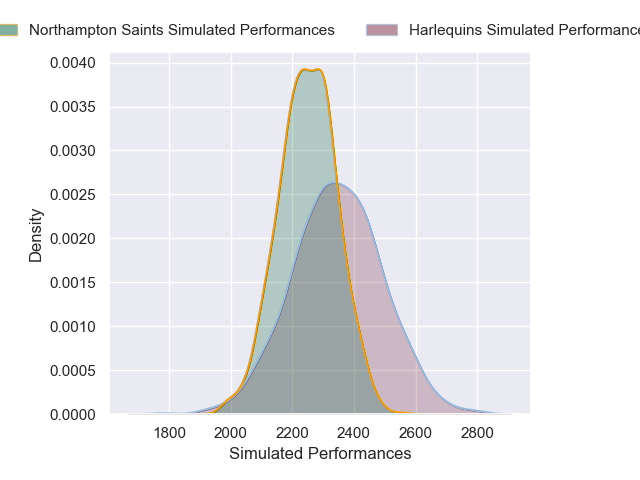 Northampton Saints Simulated Performances
Harlequins Simulated Performance
0.0040
0.0035
0.0030
0.0025
0.0020
0.0015
0.0010
0.0005
0.0000
Density
1800 2000 2200 2400 2600 2800
Simulated Performances